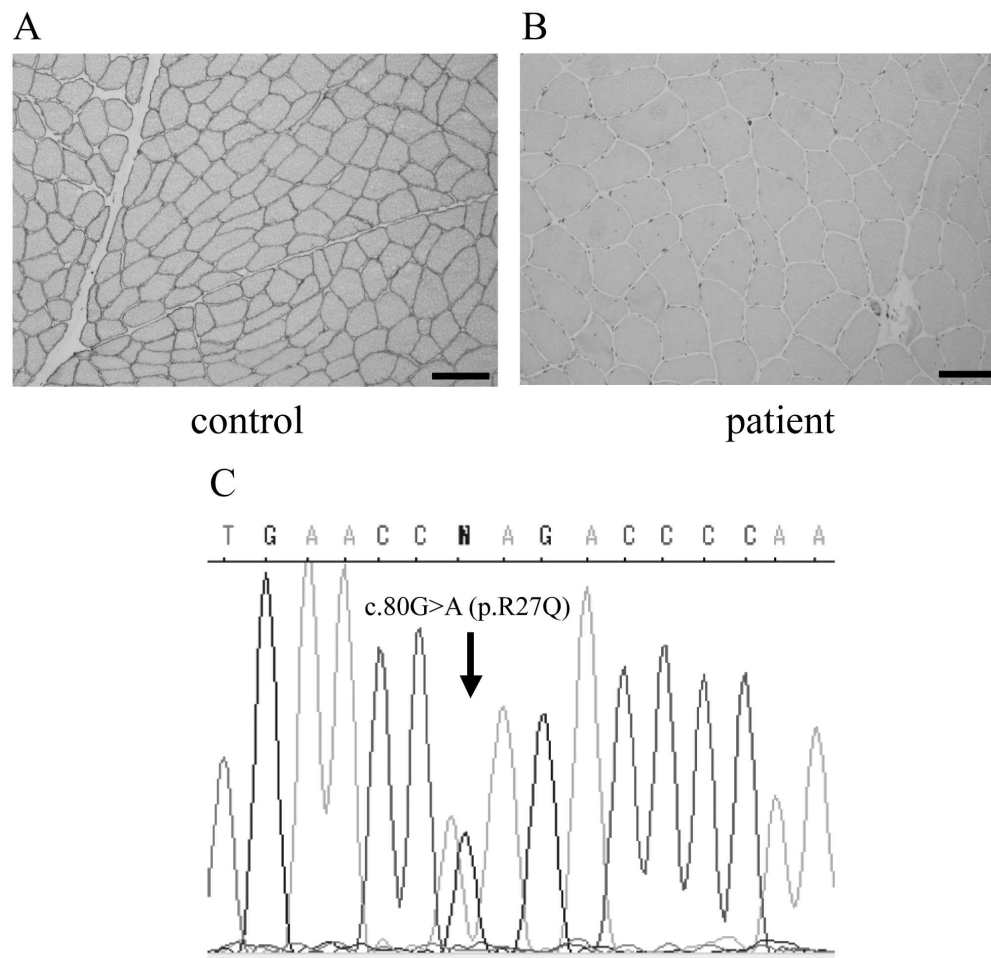 A
B
control
patient
C
T G A A C C N A G A C C C C A A
c.80G>A (p.R27Q)